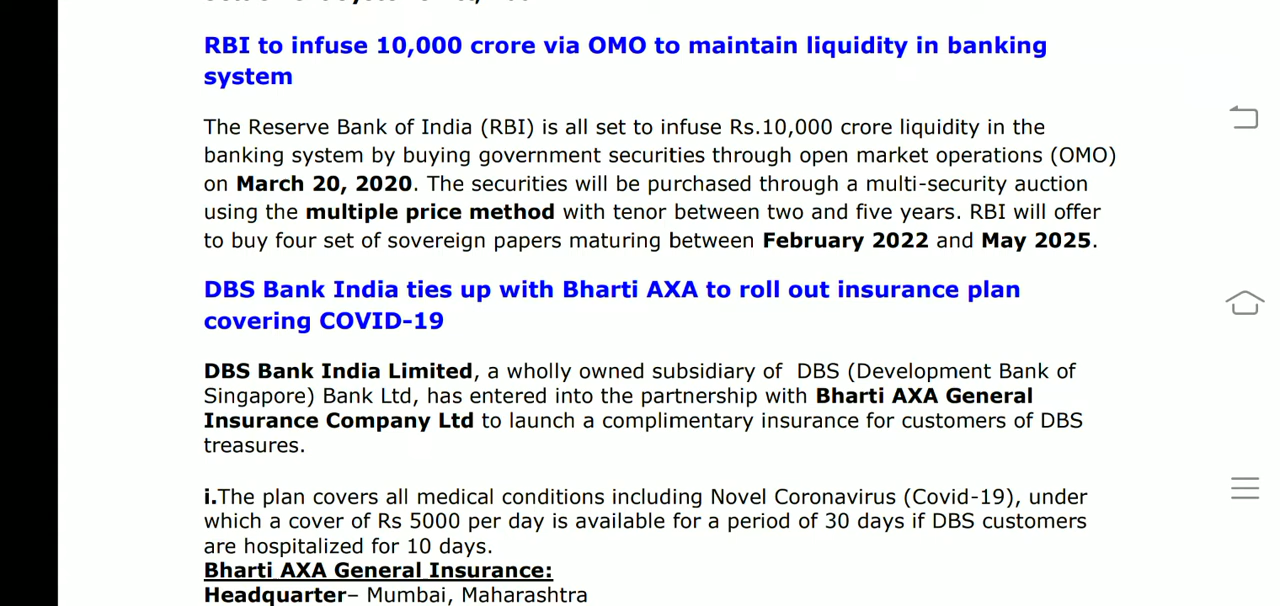 RBI to infuse 10,000 crore via OMO to maintain liquidity in banking
system
The Reserve Bank of India (RBI) is all set to infuse Rs.10,000 crore liquidity in the
banking system by buying government securities through open market operations (OMO)
on March 20, 2020. The securities will be purchased through a multi-security auction
using the multiple price method with tenor between two and five years. RBI will offer
to buy four set of sovereign papers maturing between February 2022 and May 2025.
DBS Bank India ties up with Bharti AXA to roll out insurance plan
covering COVID-19
DBS Bank India Limited, a wholly owned subsidiary of DBS (Development Bank of
Singapore) Bank Ltd, has entered into the partnership with Bharti AXA General
Insurance Company Ltd to launch a complimentary insurance for customers of DBS
treasures.
i.The plan covers all medical conditions including Novel Coronavirus (Covid-19), under
which a cover of Rs 5000 per day is available for a period of 30 days if DBS customers
are hospitalized for 10 days.
Bharti AXA General Insurance:
Headquarter– Mumbai, Maharashtra